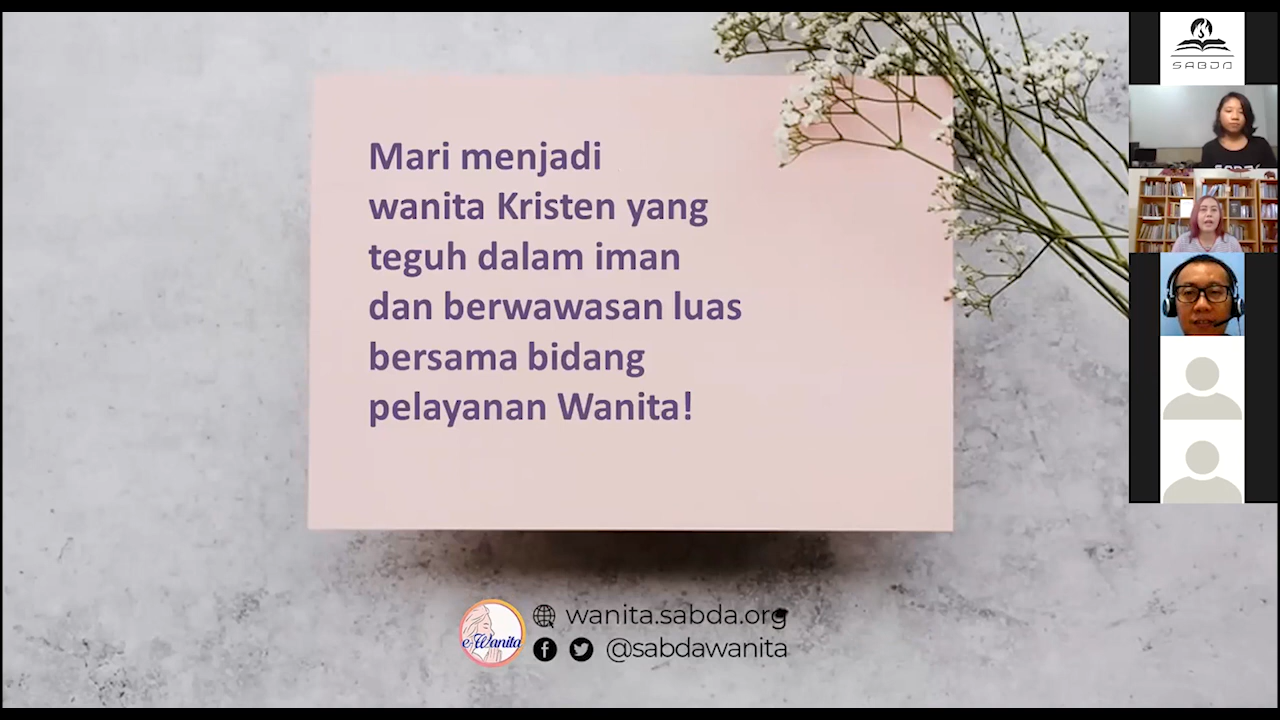 Mari menjadi
wanita Kristen yang
teguh dalam iman
dan berwawasan luas
bersama bidang
pelayanan Wanita!
e-Wanita
wanita.sabda.org
@sabdawanita
SABDA